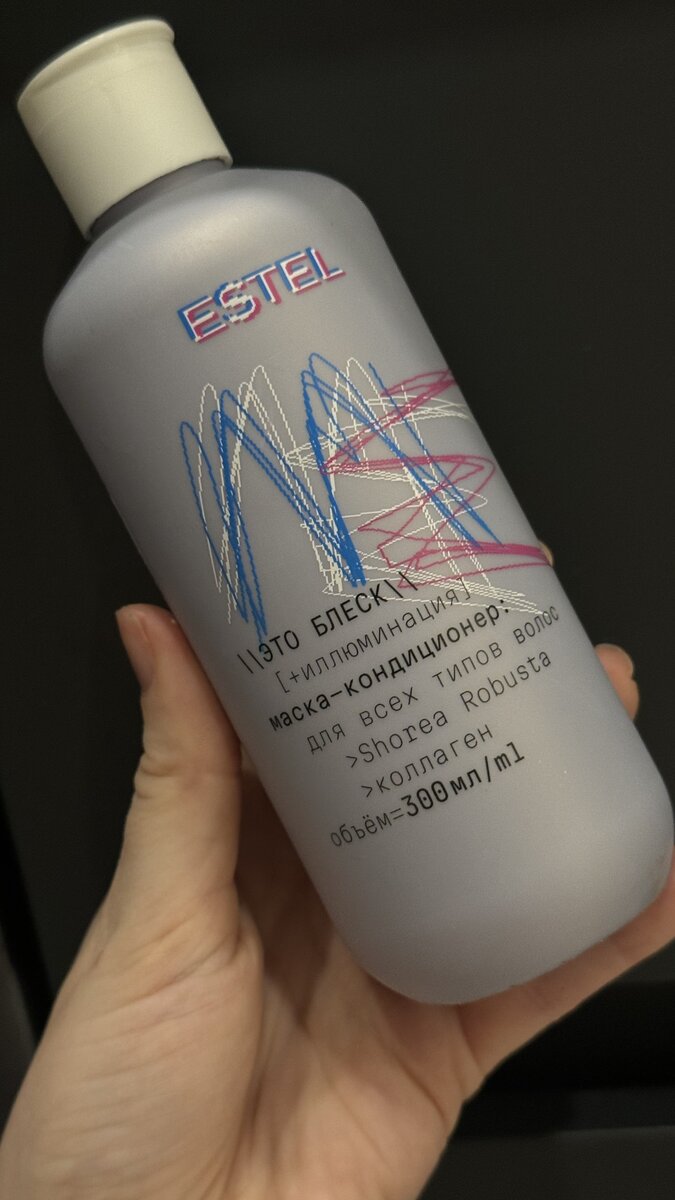 ESTEL
\\ЭТО БЛЕСК\\
[+иллюминация]
маска-кондиционер:
для всех типов волос
>Shorea Robusta
>коллаген
объём=300мл/ml